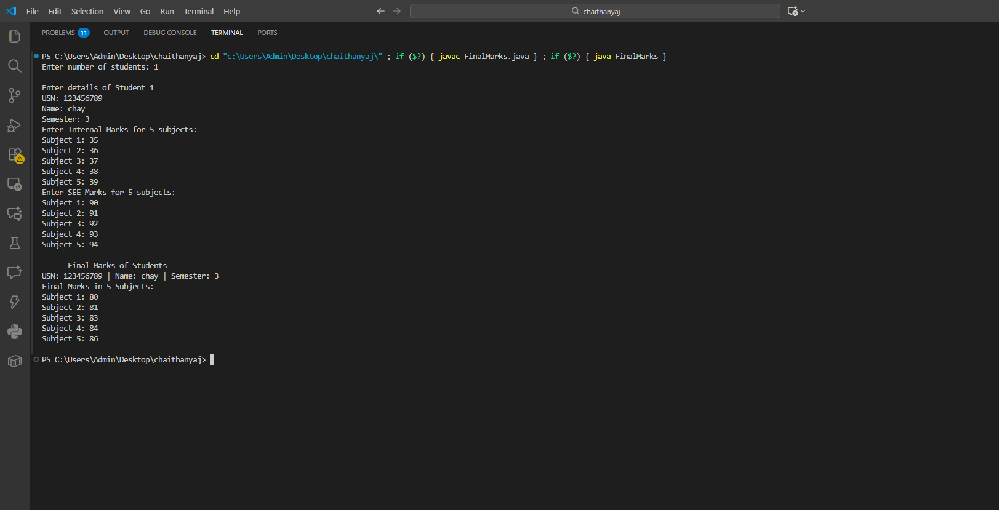 File Edit Selection View Go Run Terminal Help
chaithanyaj
PROBLEMS 11 OUTPUT DEBUG CONSOLE TERMINAL PORTS
PS C:\Users\Admin\Desktop\chaithanyaj> cd "c:\Users\Admin\Desktop\chaithanyaj\" ; if ($?) { javac FinalMarks.java } ; if ($?) { java FinalMarks }
Enter number of students: 1
Enter details of Student 1
USN: 123456789
Name: chay
Semester: 3
Enter Internal Marks for 5 subjects:
Subject 1: 35
Subject 2: 36
Subject 3: 37
Subject 4: 38
Subject 5: 39
Enter SEE Marks for 5 subjects:
Subject 1: 90
Subject 2: 91
Subject 3: 92
Subject 4: 93
Subject 5: 94
----- Final Marks of Students -----
USN: 123456789 | Name: chay | Semester: 3
Final Marks in 5 Subjects:
Subject 1: 80
Subject 2: 81
Subject 3: 83
Subject 4: 84
Subject 5: 86
PS C:\Users\Admin\Desktop\chaithanyaj>